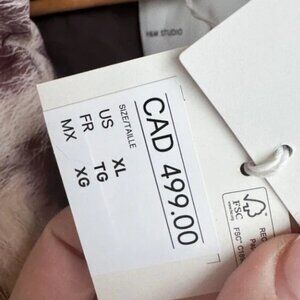 H&M STUDIO
CAD 499.00
SIZE/TAILLE
US XL
FR TG
MX XG
FSC